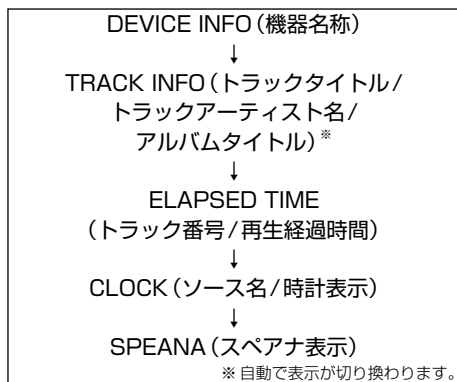 DEVICE INFO(機器名称)
↓
TRACK INFO(トラックタイトル/
トラックアーティスト名/
アルバムタイトル)※
↓
ELAPSED TIME
(トラック番号/再生経過時間)
↓
CLOCK(ソース名/時計表示)
↓
SPEANA(スペアナ表示)
※ 自動で表示が切り換わります。